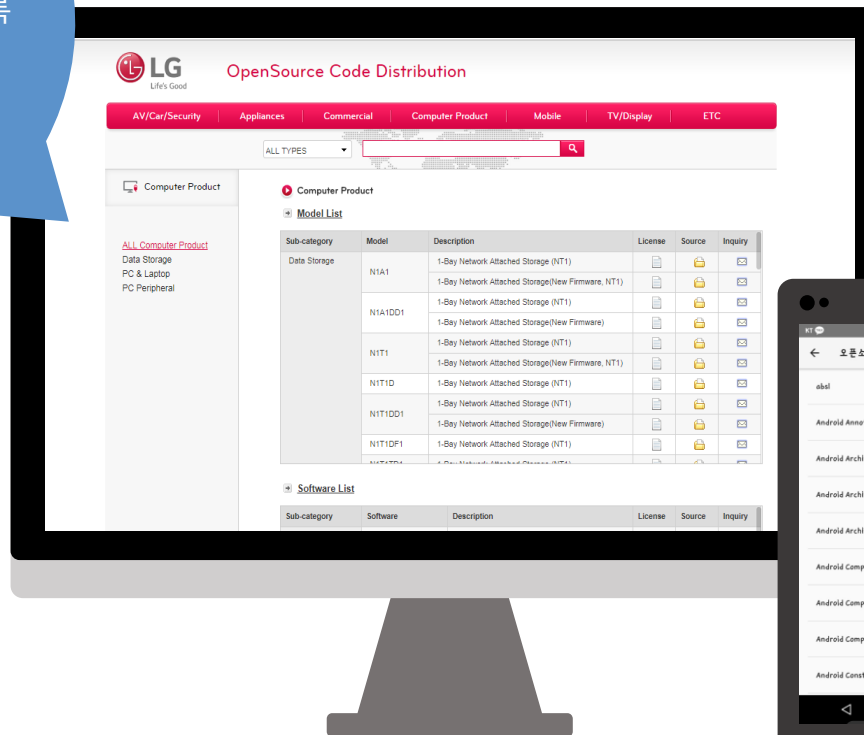 LG
Life's Good
OpenSource Code Distribution
AV/Car/Security Appliances Commercial Computer Product Mobile TV/Display ETC
ALL TYPES
Computer Product
ALL Computer Product
Data Storage
PC & Laptop
PC Peripheral
Computer Product
Model List
Sub-category Model Description License Source Inquiry
Data Storage N1A1 1-Bay Network Attached Storage (NT1)
1-Bay Network Attached Storage(New Firmware, NT1)
N1A1DD1 1-Bay Network Attached Storage (NT1)
1-Bay Network Attached Storage(New Firmware)
N1T1 1-Bay Network Attached Storage (NT1)
1-Bay Network Attached Storage(New Firmware, NT1)
N1T1D 1-Bay Network Attached Storage (NT1)
N1T1DD1 1-Bay Network Attached Storage (NT1)
1-Bay Network Attached Storage(New Firmware)
N1T1DF1 1-Bay Network Attached Storage (NT1)
Software List
Sub-category Software Description License Source Inquiry
KT
오픈소
absl
Android Anno
Android Archi
Android Archi
Android Archi
Android Comp
Android Comp
Android Comp
Android Const